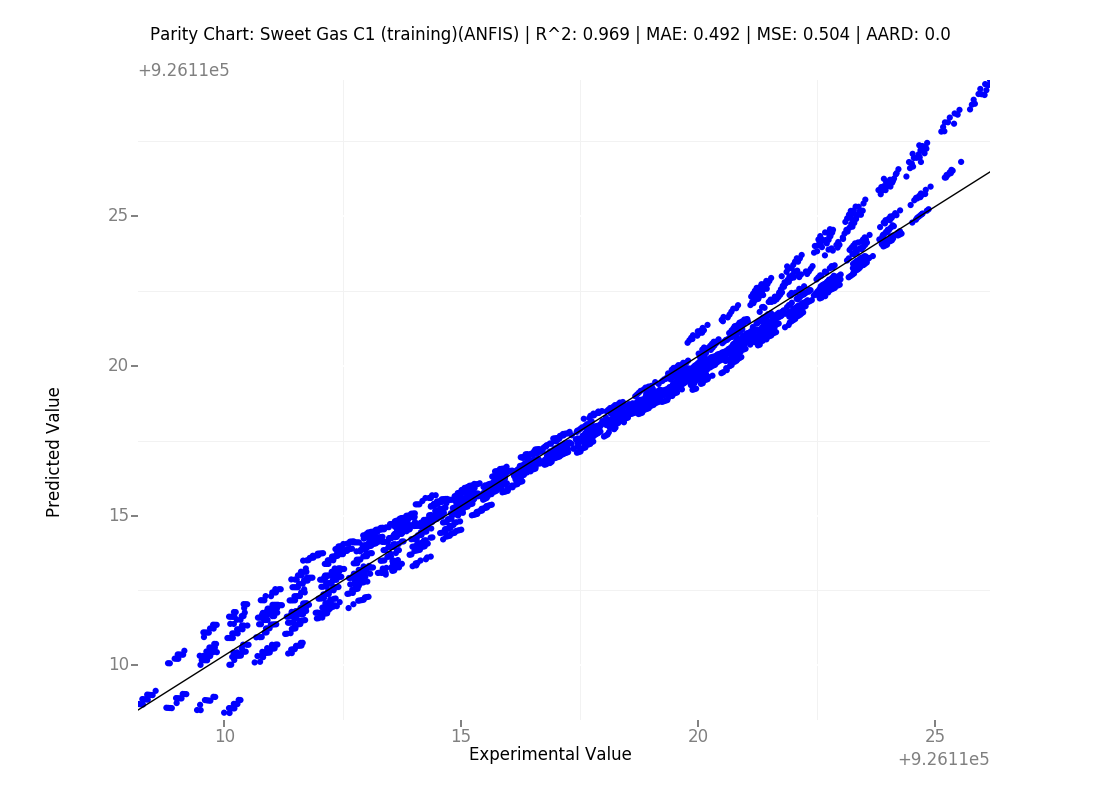 Parity Chart: Sweet Gas C1 (training)(ANFIS) | R^2: 0.969 | MAE: 0.492 | MSE: 0.504 | AARD: 0.0
+9.2611e5
25
20
15
10
Predicted Value
10 15 20 25
Experimental Value
+9.2611e5